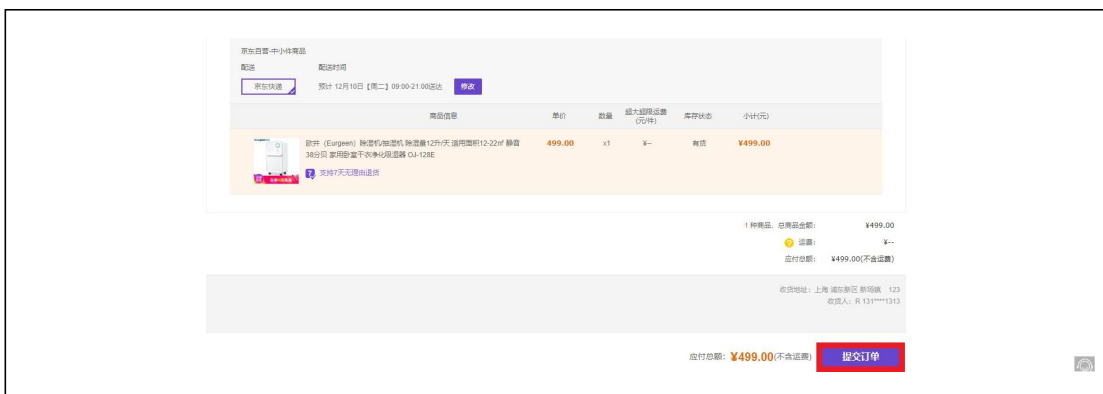 京东自营-中小件商品
配送 配送时间
京东快递 预计 12月10日【周二】09:00-21:00送达 修改
商品信息 单价 数量 超大超限运费(元/件) 库存状态 小计(元)
欧井（Eurgeen）除湿机/抽湿机 除湿量12升/天 适用面积12-22㎡ 静音 499.00 x1 ¥-- 有货 ¥499.00
38分贝 家用卧室干衣净化吸湿器 OJ-128E
7 支持7天无理由退货
1 种商品，总商品金额： ¥499.00
? 运费： ¥--
应付总额： ¥499.00(不含运费)
收货地址：上海 浦东新区 新场镇 123
收货人：R 131****1313
应付总额：¥499.00(不含运费) 提交订单